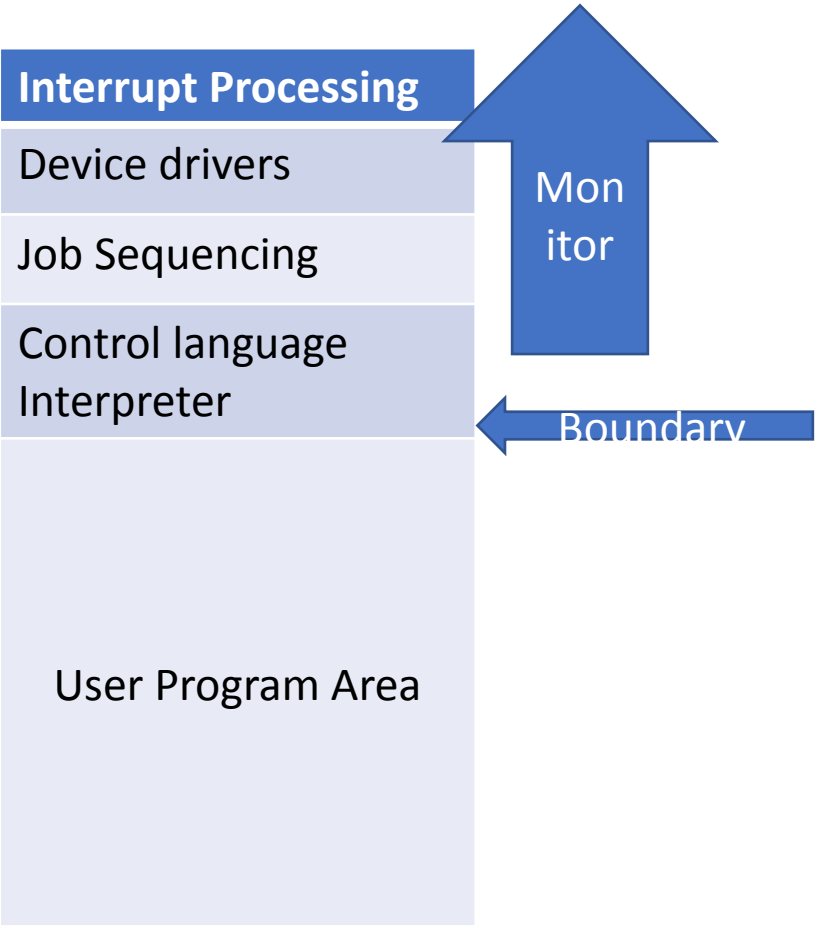 Interrupt Processing
Device drivers
Mon
itor
Job Sequencing
Control language
Interpreter
Boundary
User Program Area